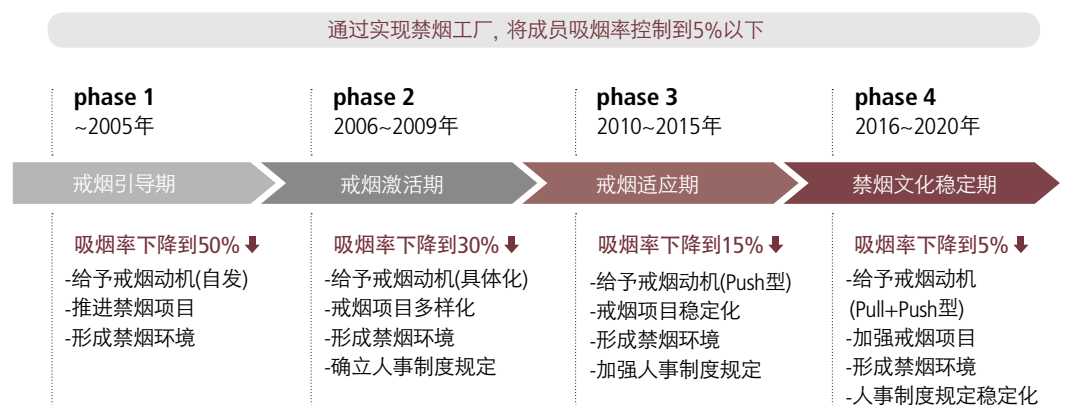 通过实现禁烟工厂, 将成员吸烟率控制到5%以下
phase 1
~2005年
戒烟引导期
吸烟率下降到50%
-给予戒烟动机(自发)
-推进禁烟项目
-形成禁烟环境
phase 2
2006~2009年
戒烟激活期
吸烟率下降到30%
-给予戒烟动机(具体化)
-戒烟项目多样化
-形成禁烟环境
-确立人事制度规定
phase 3
2010~2015年
戒烟适应期
吸烟率下降到15%
-给予戒烟动机(Push型)
-戒烟项目稳定化
-形成禁烟环境
-加强人事制度规定
phase 4
2016~2020年
禁烟文化稳定期
吸烟率下降到5%
-给予戒烟动机
(Pull+Push型)
-加强戒烟项目
-形成禁烟环境
-人事制度规定稳定化